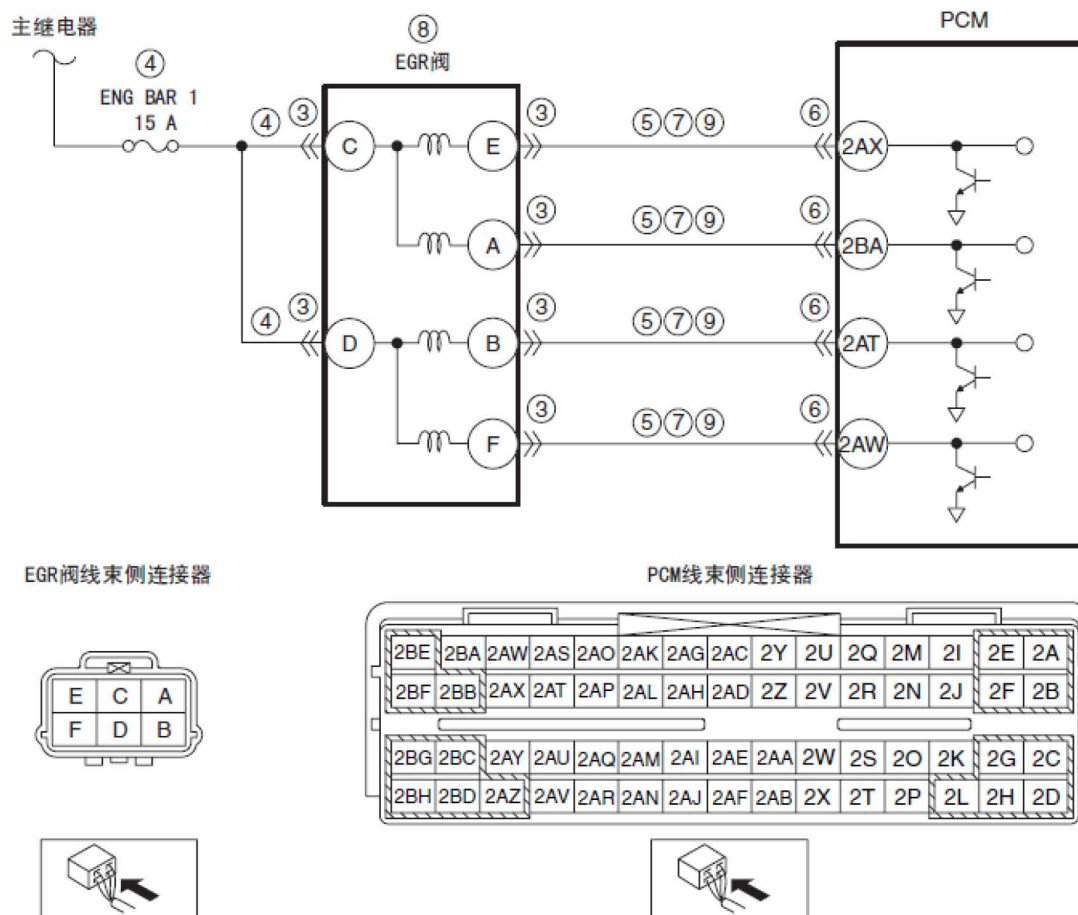 主继电器
④
ENG BAR 1
15 A
⑧
EGR阀
PCM
④ ③ C E ③ ⑤⑦⑨ ⑥ 2AX
A ③ ⑤⑦⑨ ⑥ 2BA
④ ③ D B ③ ⑤⑦⑨ ⑥ 2AT
F ③ ⑤⑦⑨ ⑥ 2AW
EGR阀线束侧连接器
E C A
F D B
PCM线束侧连接器
2BE 2BA 2AW 2AS 2AO 2AK 2AG 2AC 2Y 2U 2Q 2M 2I 2E 2A
2BF 2BB 2AX 2AT 2AP 2AL 2AH 2AD 2Z 2V 2R 2N 2J 2F 2B
2BG 2BC 2AY 2AU 2AQ 2AM 2AI 2AE 2AA 2W 2S 2O 2K 2G 2C
2BH 2BD 2AZ 2AV 2AR 2AN 2AJ 2AF 2AB 2X 2T 2P 2L 2H 2D